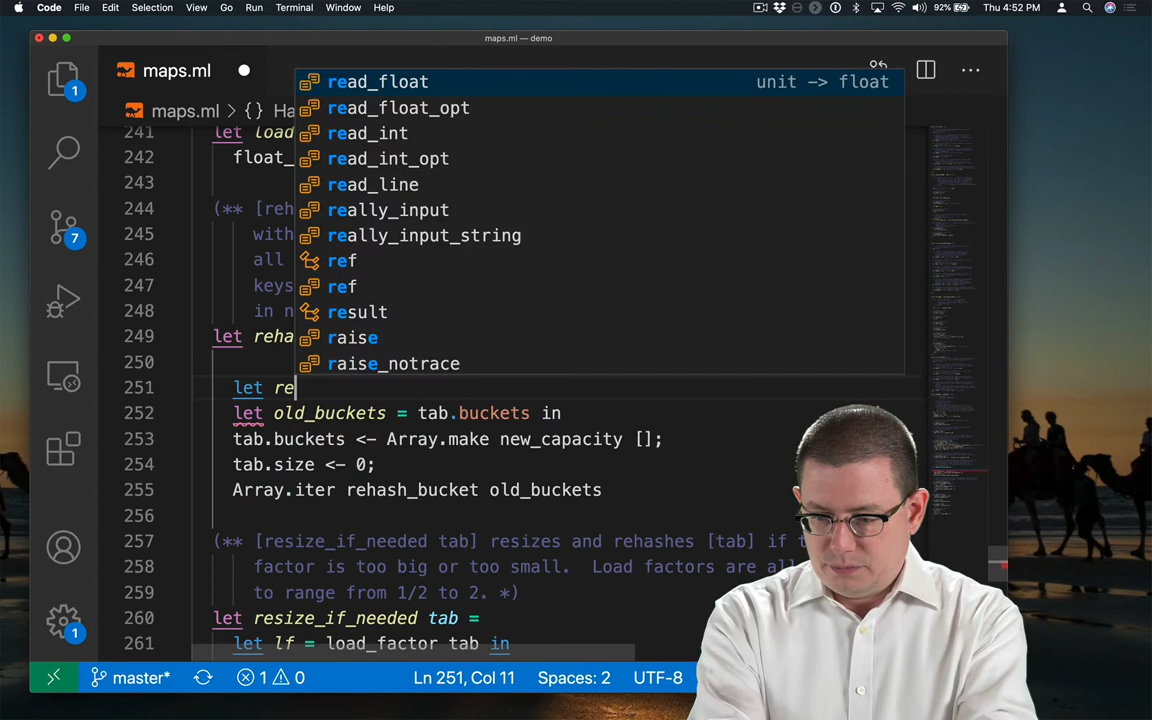 Code File Edit Selection View Go Run Terminal Window Help 92% Thu 4:52 PM
maps.ml — demo
maps.ml
maps.ml > {} Ha
241 let load
242 float_
243
244 (** [reh
245 with
246 all
247 keys
248 in n
249 let reha
250
251 let re
252 let old_buckets = tab.buckets in
253 tab.buckets <- Array.make new_capacity [];
254 tab.size <- 0;
255 Array.iter rehash_bucket old_buckets
256
257 (** [resize_if_needed tab] resizes and rehashes [tab] if t
258 factor is too big or too small. Load factors are all
259 to range from 1/2 to 2. *)
260 let resize_if_needed tab =
261 let lf = load_factor tab in
read_float unit -> float
read_float_opt
read_int
read_int_opt
read_line
really_input
really_input_string
ref
ref
result
raise
raise_notrace
1
7
1
master* 1 0 Ln 251, Col 11 Spaces: 2 UTF-8